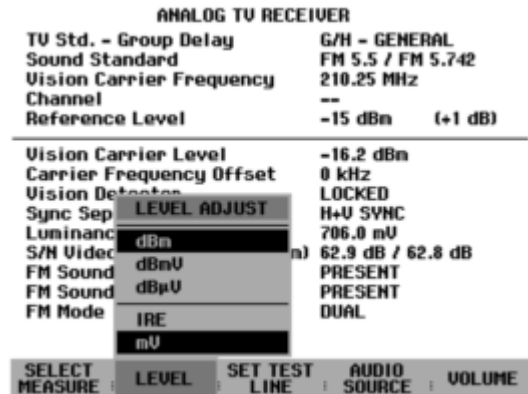 ANALOG TV RECEIVER
TV Std. - Group Delay G/H - GENERAL
Sound Standard FM 5.5 / FM 5.742
Vision Carrier Frequency 210.25 MHz
Channel --
Reference Level -15 dBm (+1 dB)
Vision Carrier Level -16.2 dBm
Carrier Frequency Offset 0 kHz
Vision Detector LOCKED
Sync Sep H+V SYNC
Luminanc 706.0 mV
S/N Video n) 62.9 dB / 62.8 dB
FM Sound PRESENT
FM Sound PRESENT
FM Mode DUAL
LEVEL ADJUST
dBm
dBmV
dBµV
IRE
mV
SELECT MEASURE LEVEL SET TEST LINE AUDIO SOURCE VOLUME